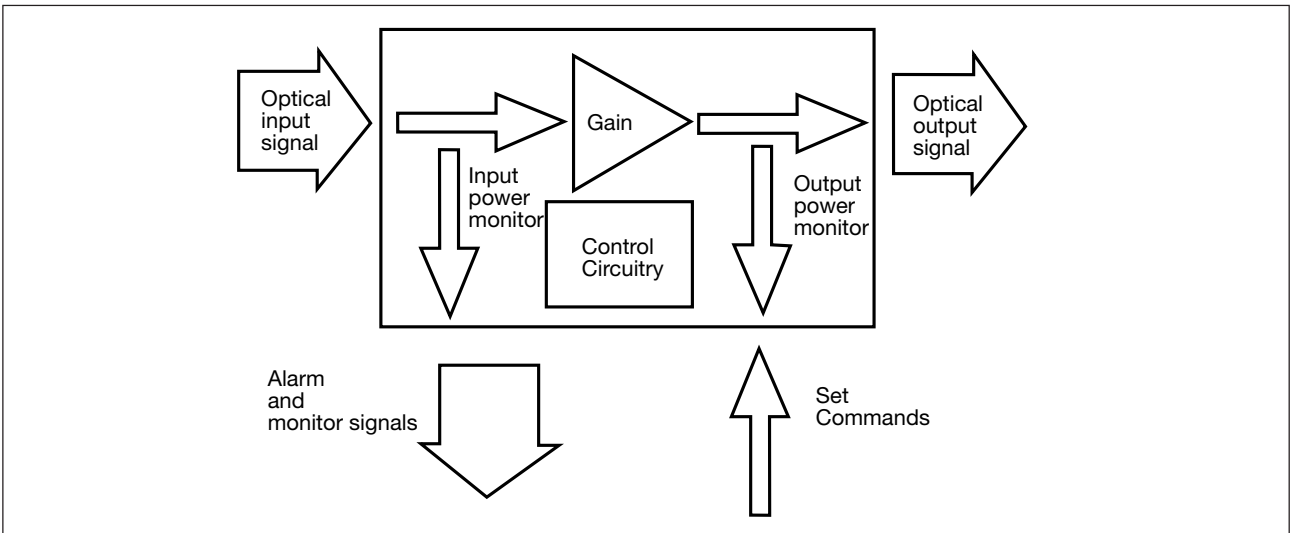 Optical
input
signal
Gain
Optical
output
signal
Input
power
monitor
Output
power
monitor
Control
Circuitry
Alarm
and
monitor signals
Set
Commands